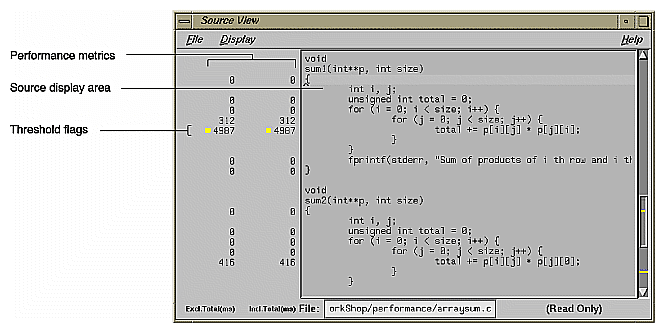 Source View
File Display Help
Performance metrics
void
sum1(int**p, int size)
0 0 {
Source display area
int i, j;
0 0 unsigned int total = 0;
0 0 for (i = 0; i < size; i++) {
312 312 for (j = 0; j < size; j++) {
Threshold flags
4987 4987 total += p[i][j] * p[j][i];
}
}
0 0 fprintf(stderr, "Sum of products of i th row and i th
0 0 }
void
sum2(int**p, int size)
0 0 {
int i, j;
0 0 unsigned int total = 0;
0 0 for (i = 0; i < size; i++) {
0 0 for (j = 0; j < size; j++) {
416 416 total += p[i][j] * p[j][0];
}
}
Excl.Total(ms) Incl.Total(ms) File: orkShop/performance/arraysum.c (Read Only)